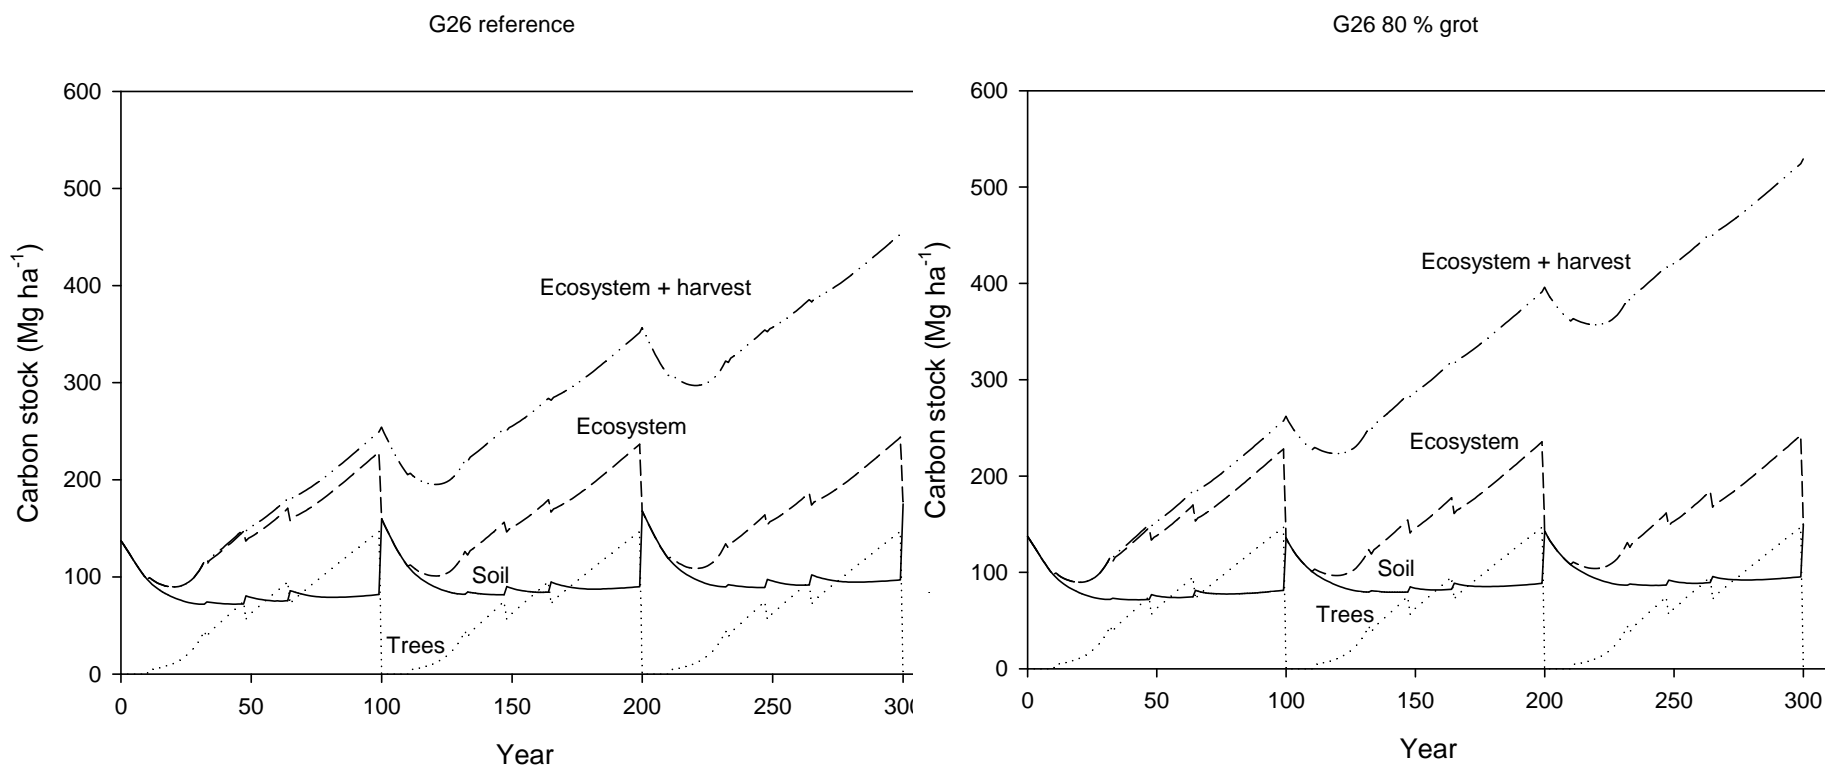 G26 reference
600
500
400
300
200
100
0
Carbon stock (Mg ha-1)
Ecosystem + harvest
Ecosystem
Soil
Trees
0 50 100 150 200 250 300
Year
G26 80 % grot
600
500
400
300
200
100
0
Carbon stock (Mg ha-1)
Ecosystem + harvest
Ecosystem
Soil
Trees
0 50 100 150 200 250 300
Year